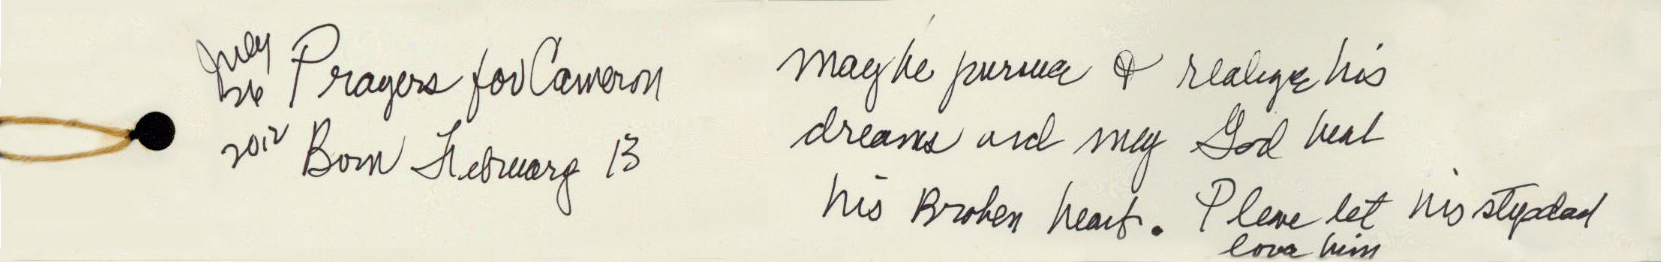 July
26
2012
Prayers for Cameron
Born February 13
May he pursue & realize his
dreams and may God heal
his Broken heart. Please let his stepdad
love him